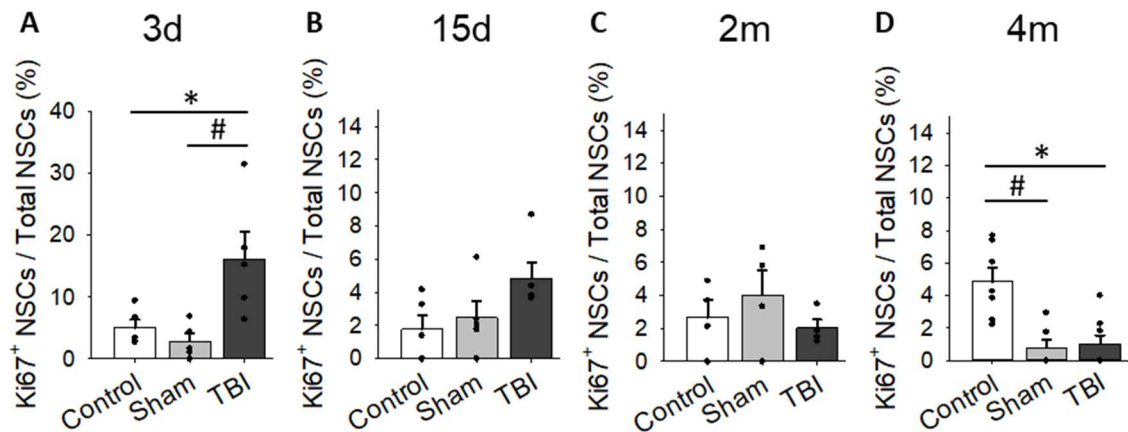 A 3d
*
#
Ki67+ NSCs / Total NSCs (%)
40
30
20
10
0
Control Sham TBI
B 15d
Ki67+ NSCs / Total NSCs (%)
14
12
10
8
6
4
2
0
Control Sham TBI
C 2m
Ki67+ NSCs / Total NSCs (%)
14
12
10
8
6
4
2
0
Control Sham TBI
D 4m
*
#
Ki67+ NSCs / Total NSCs (%)
14
12
10
8
6
4
2
0
Control Sham TBI